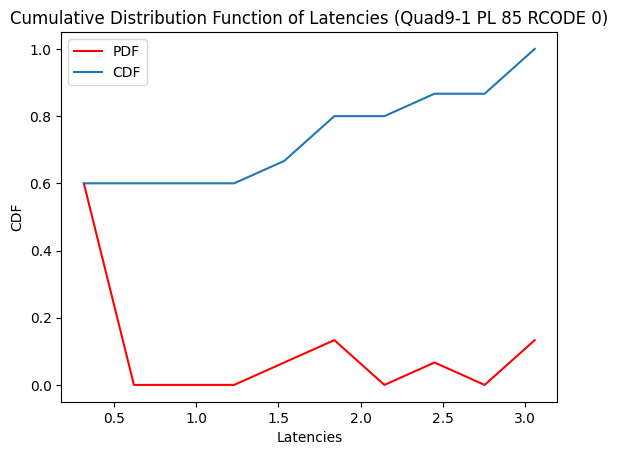 Cumulative Distribution Function of Latencies (Quad9-1 PL 85 RCODE 0)
PDF
CDF
1.0
0.8
0.6
0.4
0.2
0.0
CDF
0.5
1.0
1.5
2.0
2.5
3.0
Latencies